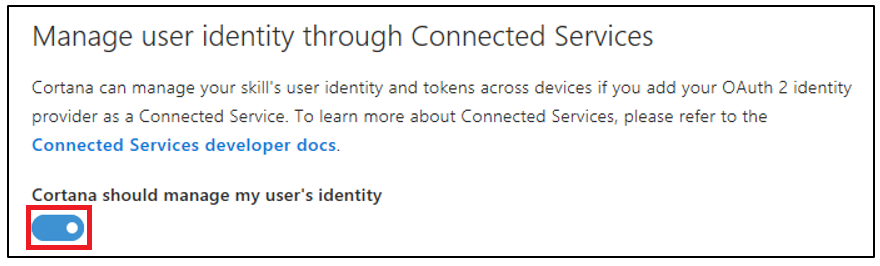 Manage user identity through Connected Services
Cortana can manage your skill's user identity and tokens across devices if you add your OAuth 2 identity
provider as a Connected Service. To learn more about Connected Services, please refer to the
Connected Services developer docs.
Cortana should manage my user's identity